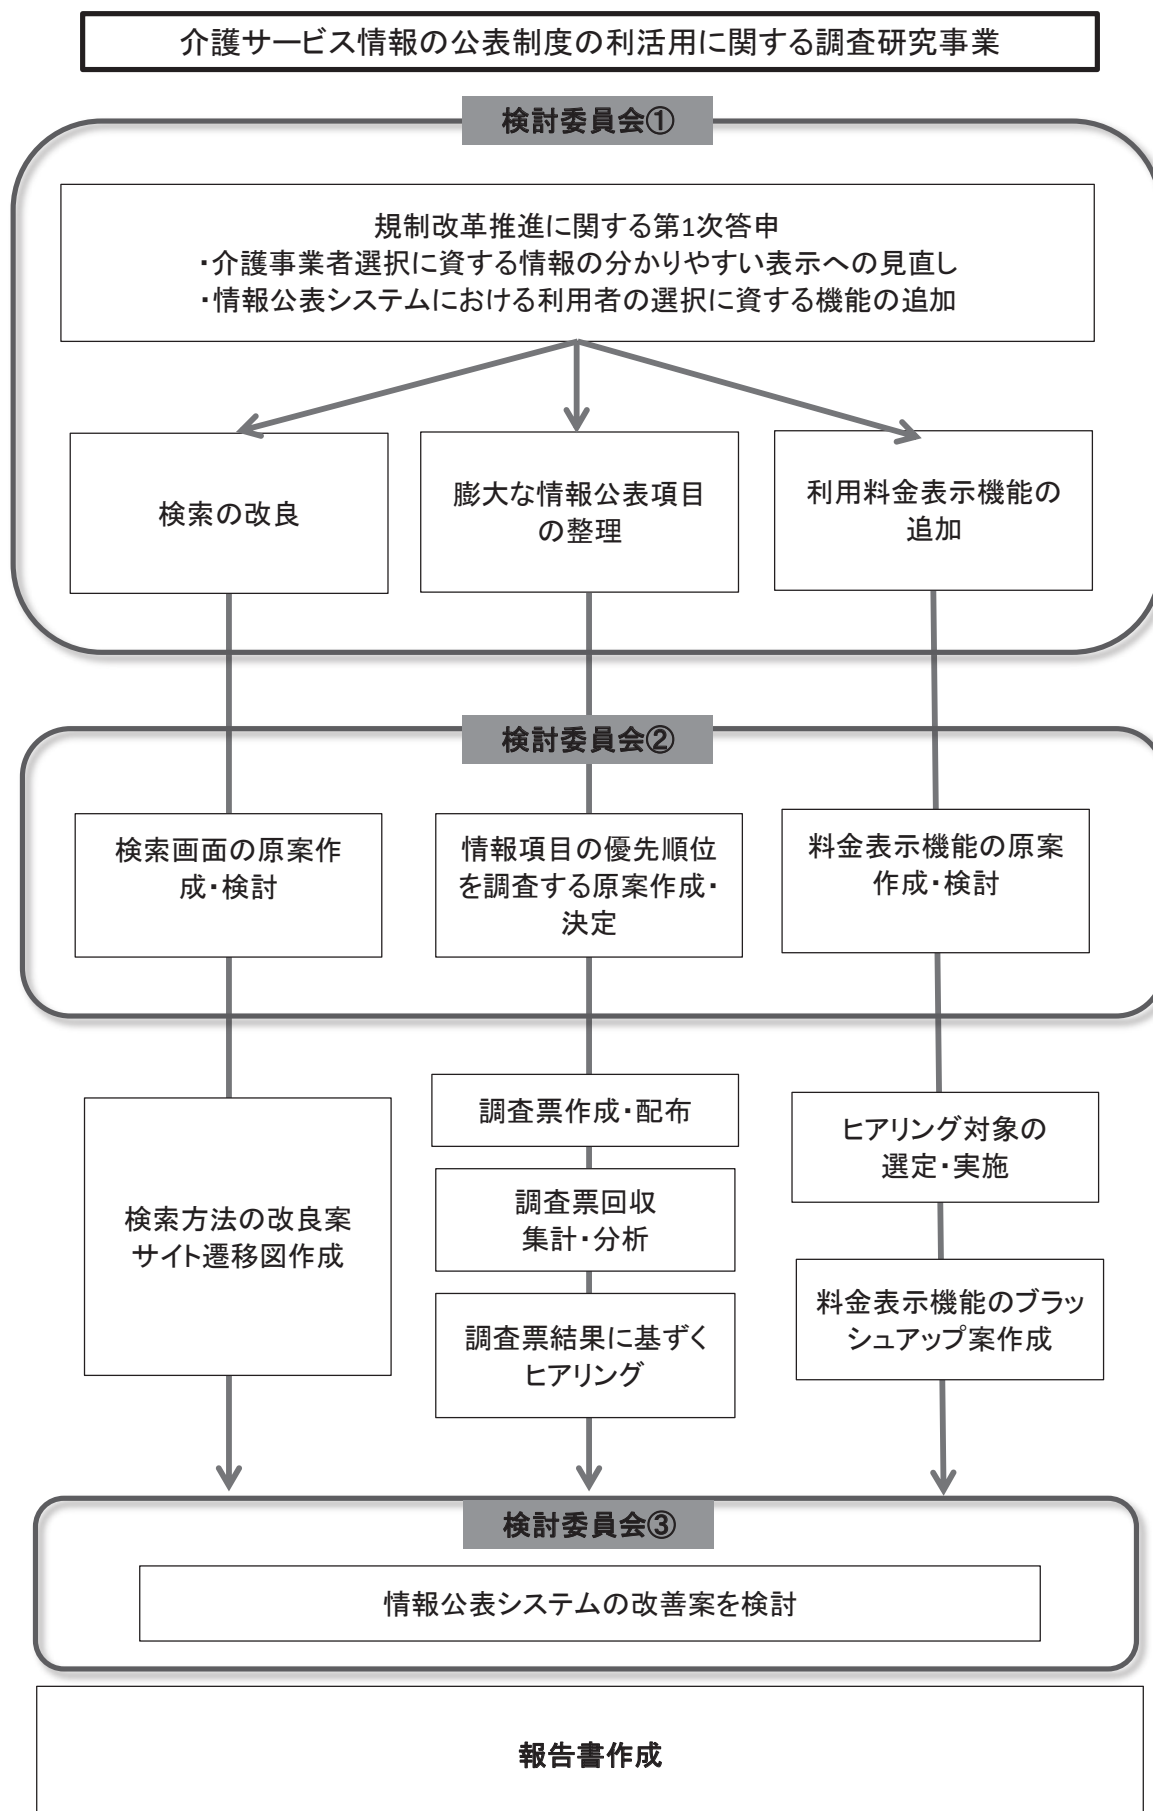 介護サービス情報の公表制度の利活用に関する調査研究事業
検討委員会①
規制改革推進に関する第1次答申
・介護事業者選択に資する情報の分かりやすい表示への見直し
・情報公表システムにおける利用者の選択に資する機能の追加
検索の改良
膨大な情報公表項目
の整理
利用料金表示機能の
追加
検討委員会②
検索画面の原案作
成・検討
情報項目の優先順位
を調査する原案作成・
決定
料金表示機能の原案
作成・検討
検索方法の改良案
サイト遷移図作成
調査票作成・配布
調査票回収
集計・分析
調査票結果に基ずく
ヒアリング
ヒアリング対象の
選定・実施
料金表示機能のブラッ
シュアップ案作成
検討委員会③
情報公表システムの改善案を検討
報告書作成